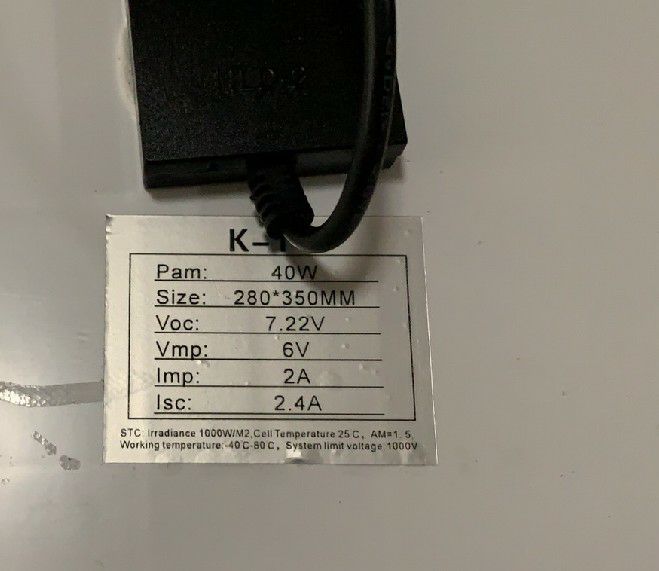 K-1
Pam: 40W
Size: 280*350MM
Voc: 7.22V
Vmp: 6V
Imp: 2A
Isc: 2.4A
STC: Irradiance 1000W/M2,Cell Temperature 25℃, AM=1.5,
Working temperature:-40℃-80℃, System limit voltage:1000V